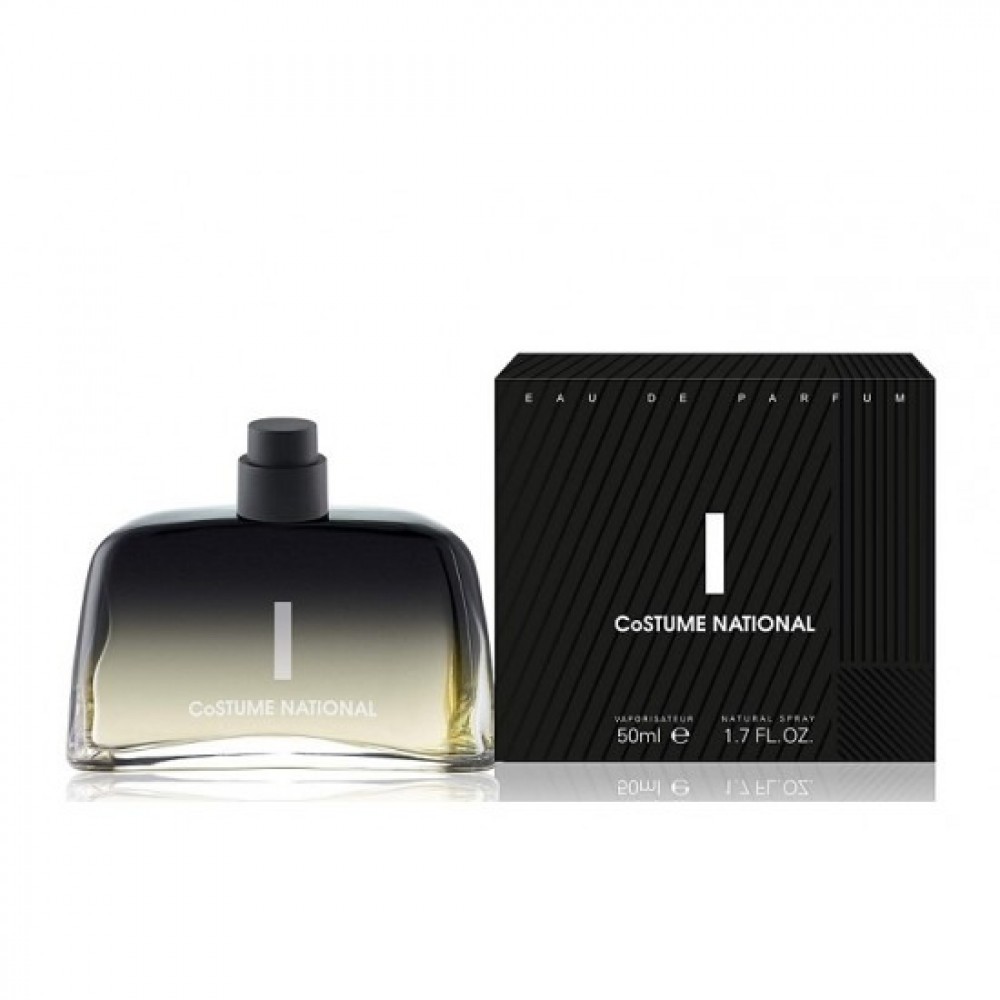 I
CoSTUME NATIONAL
EAU DE PARFUM
I
CoSTUME NATIONAL
VAPORISATEUR NATURAL SPRAY
50ml e 1.7 FL.OZ.